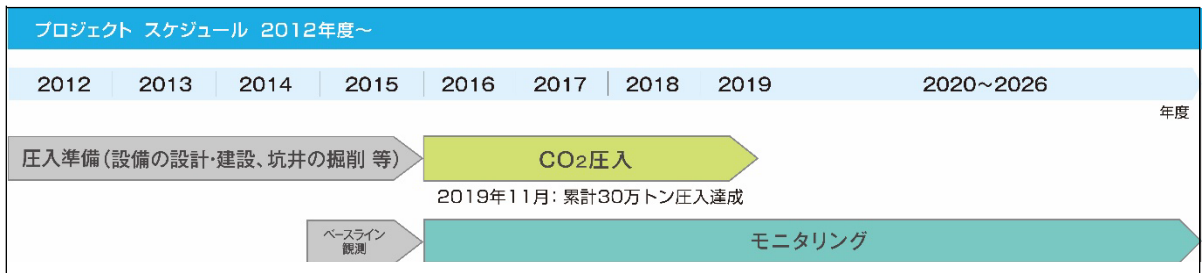 プロジェクト スケジュール 2012年度～
2012 2013 2014 2015 2016 2017 2018 2019 2020～2026
年度
圧入準備(設備の設計・建設、坑井の掘削 等)
CO2圧入
2019年11月：累計30万トン圧入達成
ベースライン
観測
モニタリング